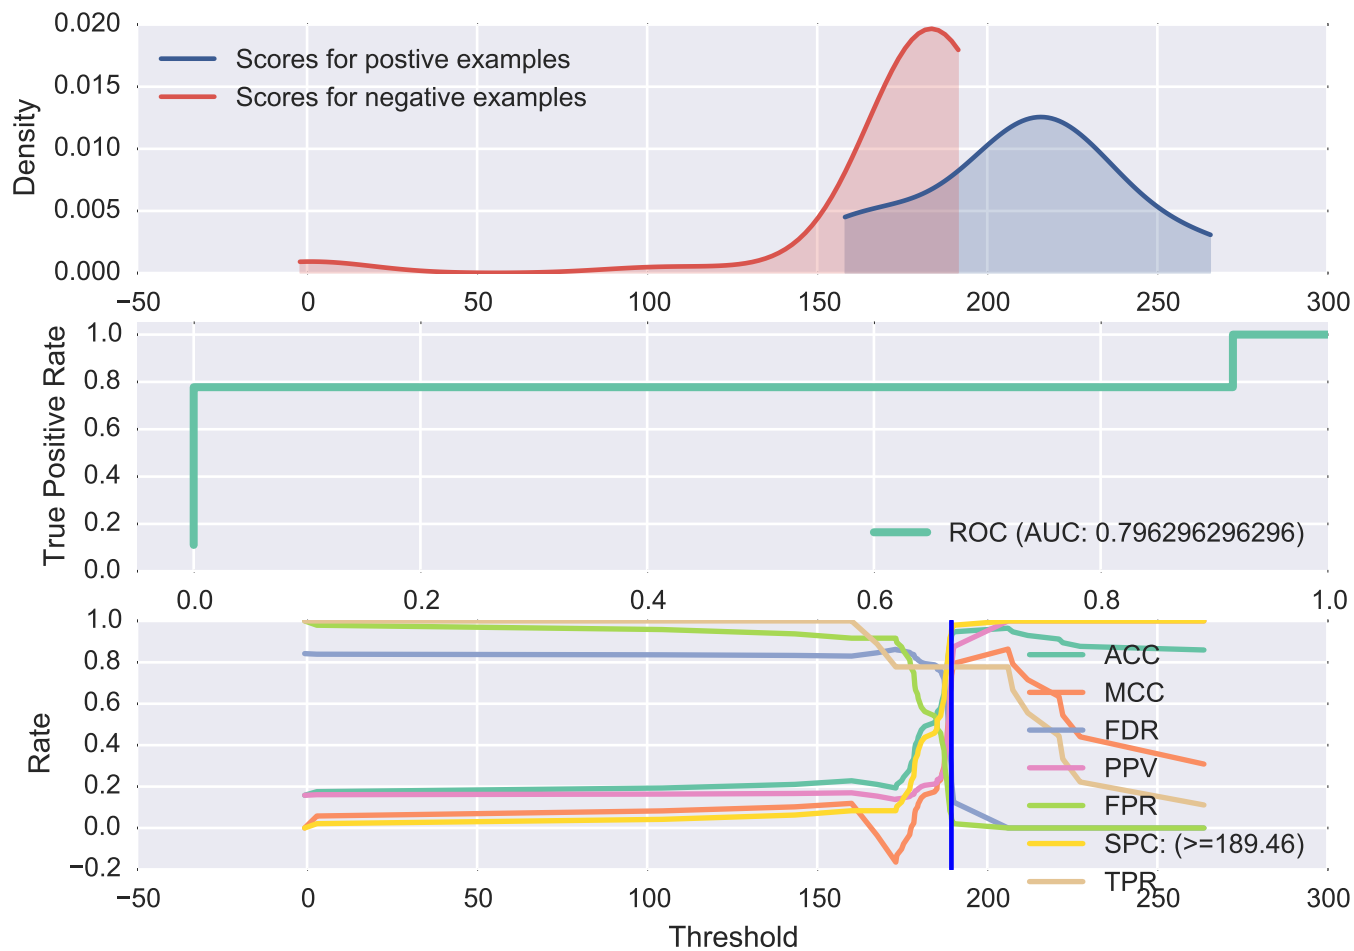 0.020
0.015
0.010
0.005
0.000
Density
Scores for postive examples
Scores for negative examples
−50 0 50 100 150 200 250 300
1.0
0.8
0.6
0.4
0.2
0.0
True Positive Rate
ROC (AUC: 0.796296296296)
0.0 0.2 0.4 0.6 0.8 1.0
1.0
0.8
0.6
0.4
0.2
0.0
−0.2
Rate
ACC
MCC
FDR
PPV
FPR
SPC: (>=189.46)
TPR
−50 0 50 100 150 200 250 300
Threshold